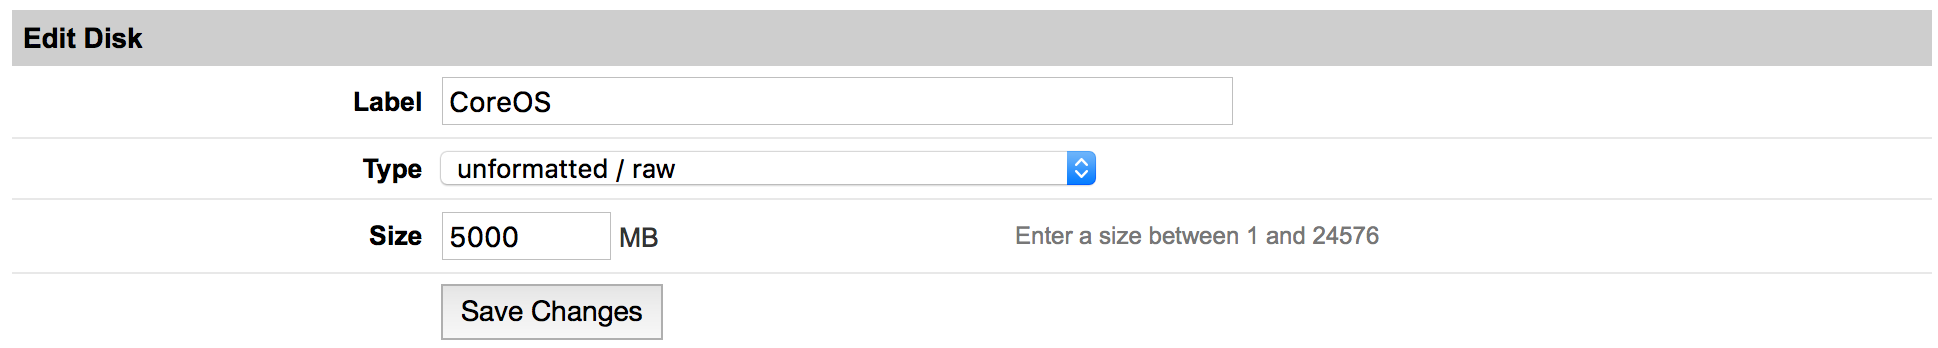 Edit Disk
Label CoreOS
Type unformatted / raw
Size 5000 MB Enter a size between 1 and 24576
Save Changes